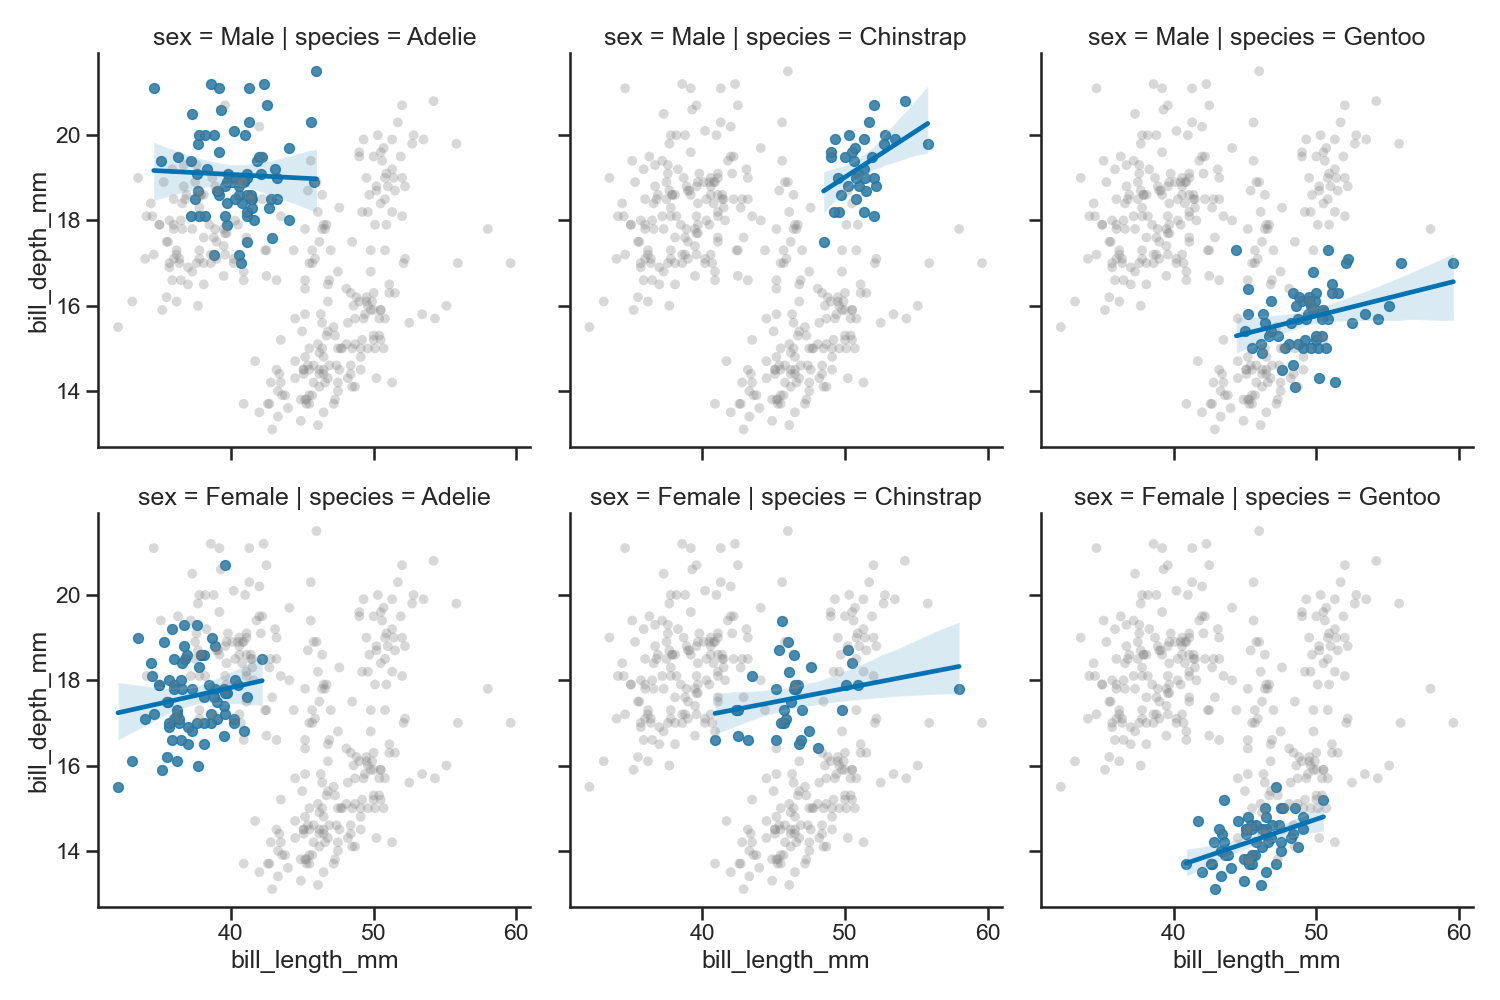 sex = Male | species = Adelie
sex = Male | species = Chinstrap
sex = Male | species = Gentoo
20
18
16
14
bill_depth_mm
sex = Female | species = Adelie
sex = Female | species = Chinstrap
sex = Female | species = Gentoo
20
18
16
14
bill_depth_mm
40 50 60
40 50 60
40 50 60
bill_length_mm
bill_length_mm
bill_length_mm